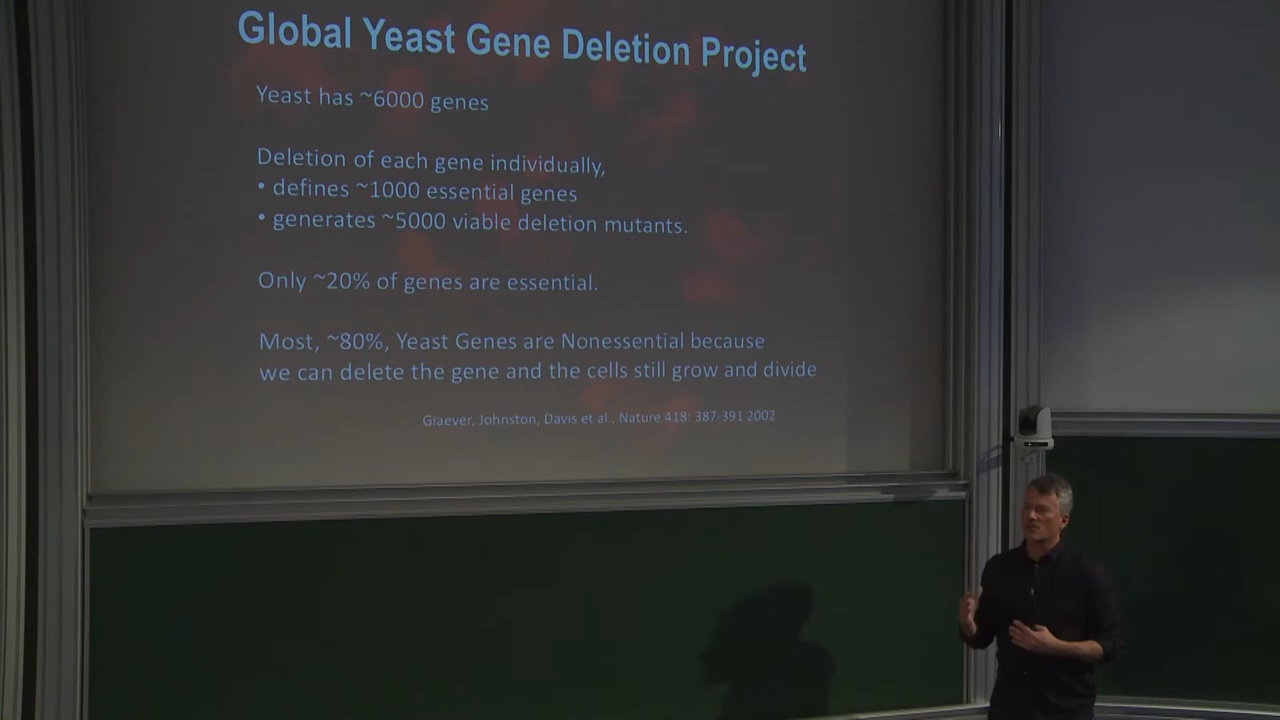 Global Yeast Gene Deletion Project
Yeast has ~6000 genes
Deletion of each gene individually,
• defines ~1000 essential genes
• generates ~5000 viable deletion mutants.
Only ~20% of genes are essential.
Most, ~80%, Yeast Genes are Nonessential because
we can delete the gene and the cells still grow and divide
Giaever, Johnston, Davis et al., Nature 418: 387-391 2002